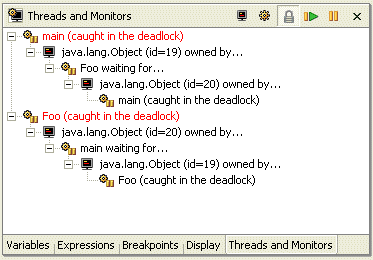 Threads and Monitors
main (caught in the deadlock)
java.lang.Object (id=19) owned by...
Foo waiting for...
java.lang.Object (id=20) owned by...
main (caught in the deadlock)
Foo (caught in the deadlock)
java.lang.Object (id=20) owned by...
main waiting for...
java.lang.Object (id=19) owned by...
Foo (caught in the deadlock)
Variables Expressions Breakpoints Display Threads and Monitors